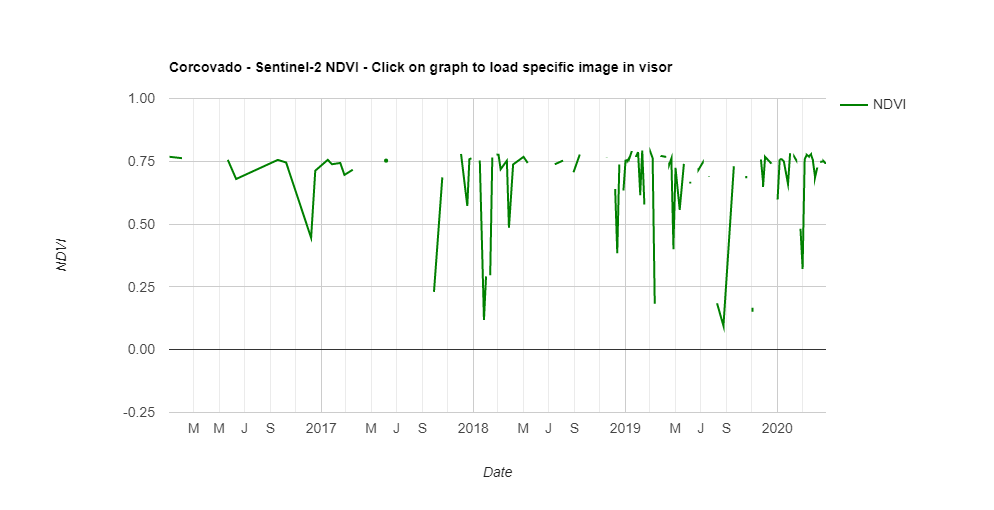 Corcovado - Sentinel-2 NDVI - Click on graph to load specific image in visor
1.00
NDVI
0.75
0.50
NDVI
0.25
0.00
-0.25
M M J S 2017 M J S 2018 M J S 2019 M J S 2020
Date